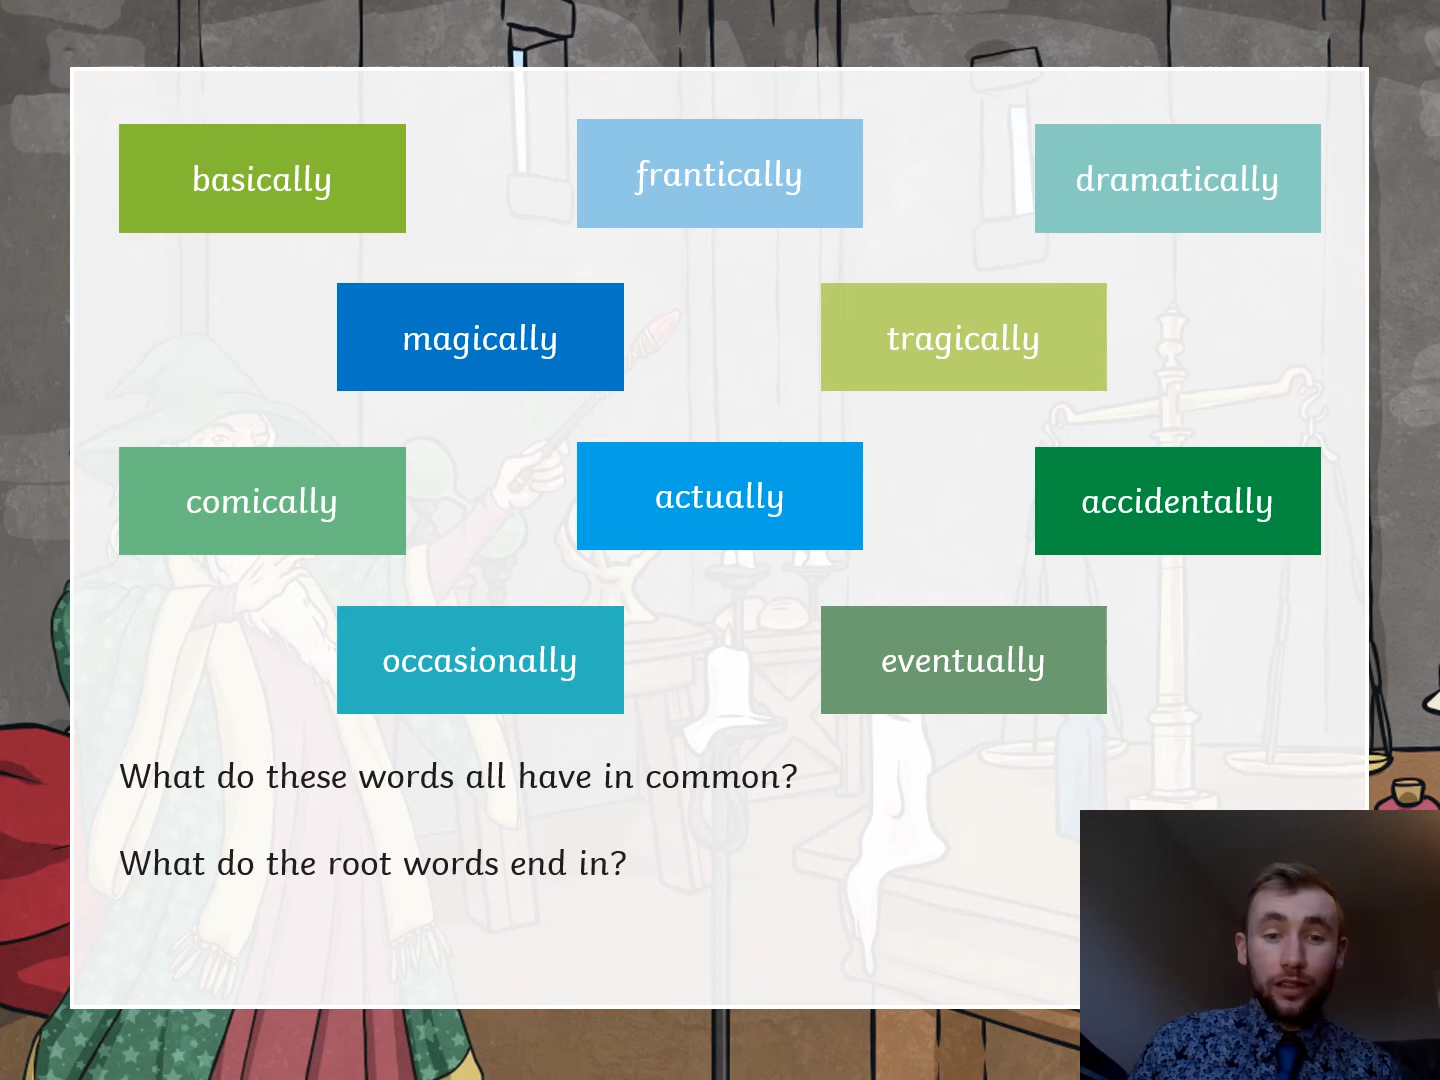 basically
frantically
dramatically
magically
tragically
comically
actually
accidentally
occasionally
eventually
What do these words all have in common?
What do the root words end in?